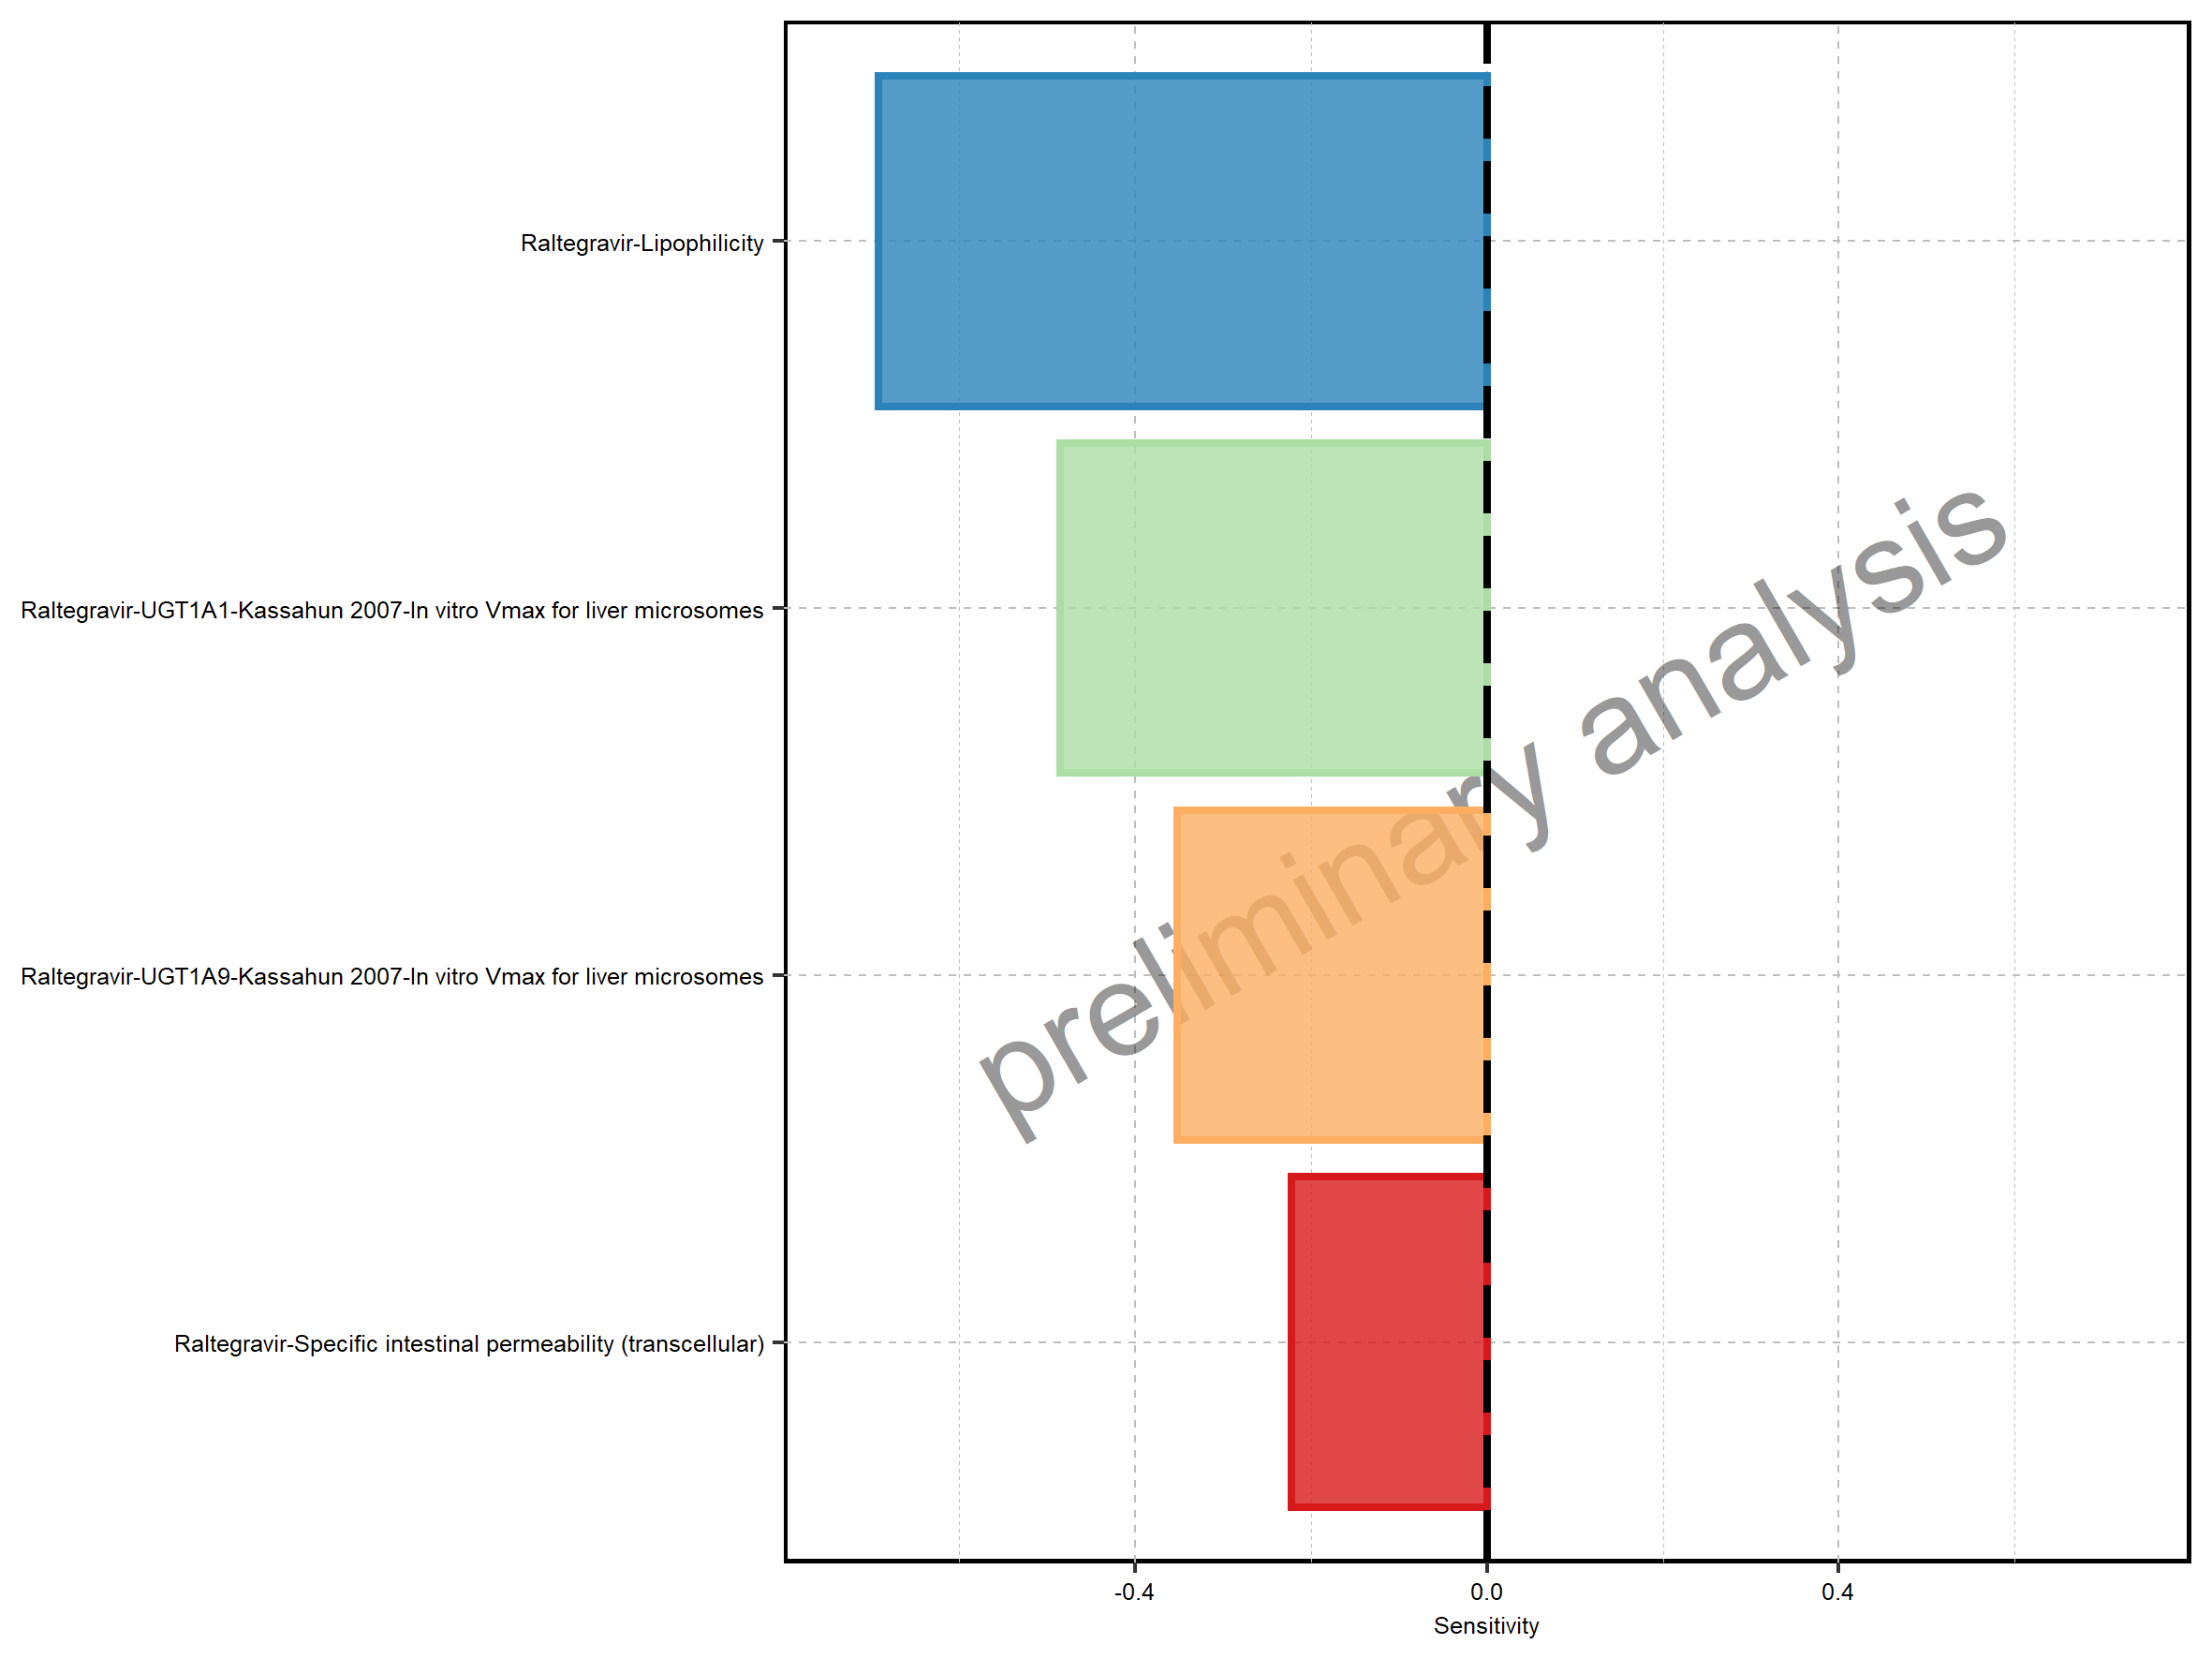 Raltegravir-Lipophilicity
Raltegravir-UGT1A1-Kassahun 2007-In vitro Vmax for liver microsomes
Raltegravir-UGT1A9-Kassahun 2007-In vitro Vmax for liver microsomes
Raltegravir-Specific intestinal permeability (transcellular)
preliminary analysis
-0.4 0.0 0.4
Sensitivity